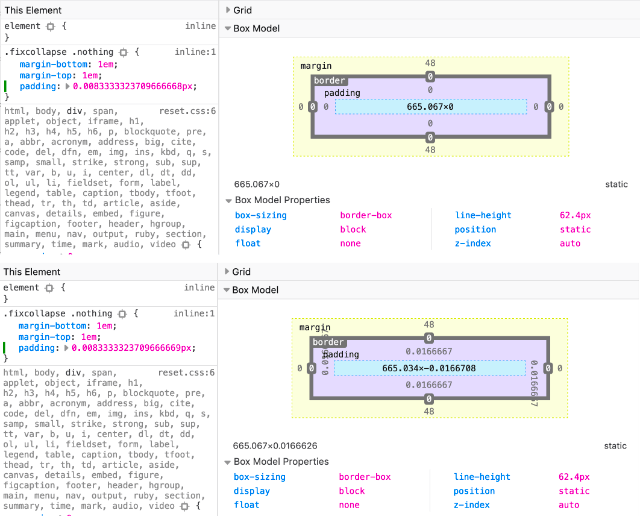 This Element
element {
inline
}
.fixcollapse .nothing {
inline:1
margin-bottom: 1em;
margin-top: 1em;
padding: 0.0083333323709666668px;
}
html, body, div, span,
reset.css:6
applet, object, iframe, h1,
h2, h3, h4, h5, h6, p, blockquote, pre,
a, abbr, acronym, address, big, cite,
code, del, dfn, em, img, ins, kbd, q, s,
samp, small, strike, strong, sub, sup,
tt, var, b, u, i, center, dl, dt, dd,
ol, ul, li, fieldset, form, label,
legend, table, caption, tbody, tfoot,
thead, tr, th, td, article, aside,
canvas, details, embed, figure,
figcaption, footer, header, hgroup,
main, menu, nav, output, ruby, section,
summary, time, mark, audio, video {
Grid
Box Model
48
margin
0
border
padding
0
0 0 0 665.067×0 0 0 0
0
0
48
665.067×0 static
Box Model Properties
box-sizing border-box line-height 62.4px
display block position static
float none z-index auto
This Element
element {
inline
}
.fixcollapse .nothing {
inline:1
margin-bottom: 1em;
margin-top: 1em;
padding: 0.0083333323709666669px;
}
html, body, div, span,
reset.css:6
applet, object, iframe, h1,
h2, h3, h4, h5, h6, p, blockquote, pre,
a, abbr, acronym, address, big, cite,
code, del, dfn, em, img, ins, kbd, q, s,
samp, small, strike, strong, sub, sup,
tt, var, b, u, i, center, dl, dt, dd,
ol, ul, li, fieldset, form, label,
legend, table, caption, tbody, tfoot,
thead, tr, th, td, article, aside,
canvas, details, embed, figure,
figcaption, footer, header, hgroup,
main, menu, nav, output, ruby, section,
summary, time, mark, audio, video {
Grid
Box Model
48
margin
0
border
0.0166667
padding
0 0 665.034×-0.0166708 0.0166667 0 0
0.0166667
0
48
665.067×0.0166626 static
Box Model Properties
box-sizing border-box line-height 62.4px
display block position static
float none z-index auto